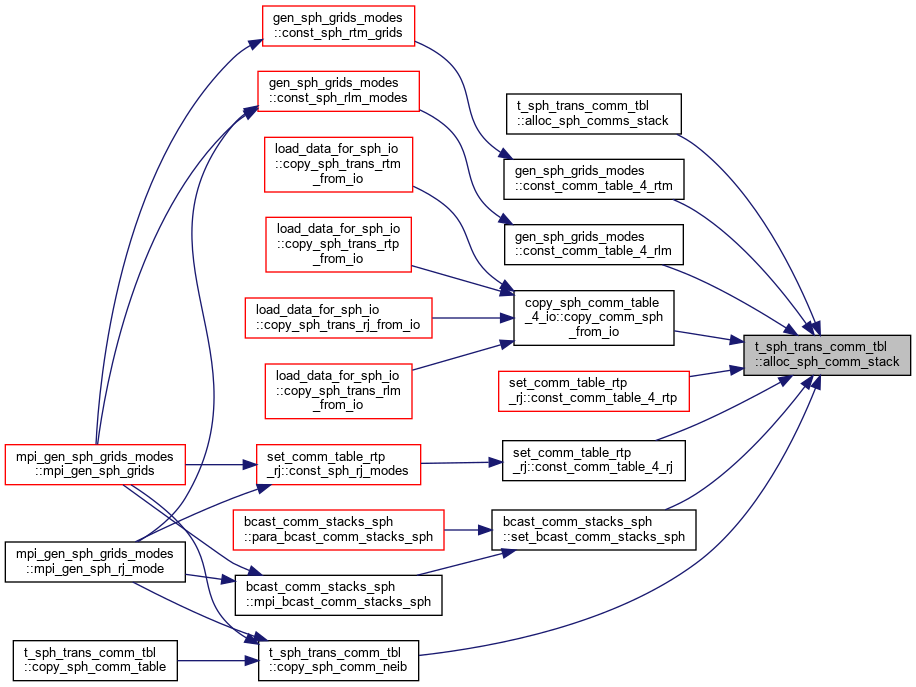 gen_sph_grids_modes
::const_sph_rtm_grids
gen_sph_grids_modes
::const_sph_rlm_modes
t_sph_trans_comm_tbl
::alloc_sph_comms_stack
load_data_for_sph_io
::copy_sph_trans_rtm
_from_io
gen_sph_grids_modes
::const_comm_table_4_rtm
load_data_for_sph_io
::copy_sph_trans_rtp
_from_io
gen_sph_grids_modes
::const_comm_table_4_rlm
load_data_for_sph_io
::copy_sph_trans_rj_from_io
copy_sph_comm_table
_4_io::copy_comm_sph
_from_io
t_sph_trans_comm_tbl
::alloc_sph_comm_stack
load_data_for_sph_io
::copy_sph_trans_rlm
_from_io
set_comm_table_rtp
_rj::const_comm_table_4_rtp
mpi_gen_sph_grids_modes
::mpi_gen_sph_grids
set_comm_table_rtp
_rj::const_sph_rj_modes
set_comm_table_rtp
_rj::const_comm_table_4_rj
bcast_comm_stacks_sph
::para_bcast_comm_stacks_sph
bcast_comm_stacks_sph
::set_bcast_comm_stacks_sph
mpi_gen_sph_grids_modes
::mpi_gen_sph_rj_mode
bcast_comm_stacks_sph
::mpi_bcast_comm_stacks_sph
t_sph_trans_comm_tbl
::copy_sph_comm_table
t_sph_trans_comm_tbl
::copy_sph_comm_neib